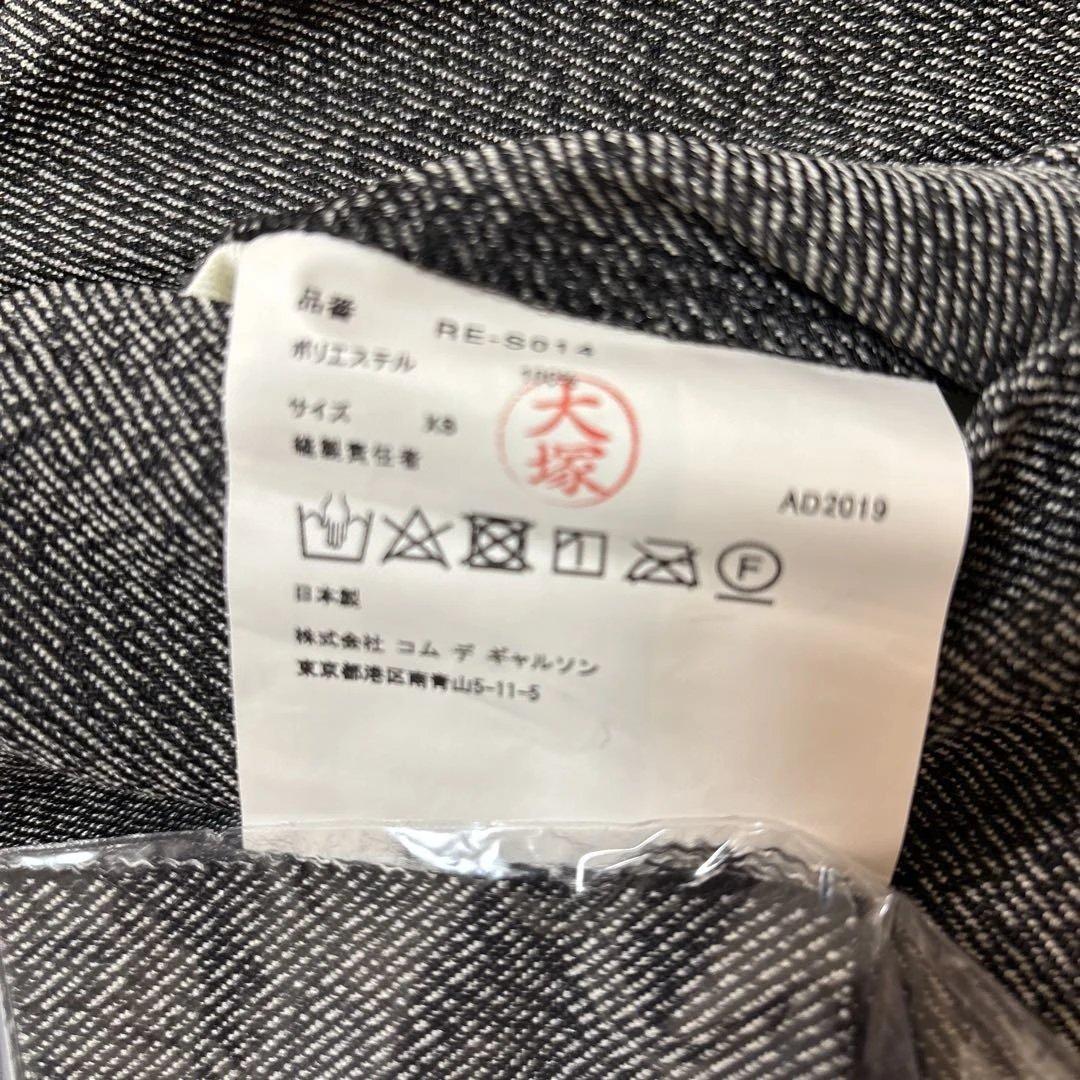 品番 RE-S014
ポリエステル 100%
サイズ XS
縫製責任者
大塚
AD2019
F
日本製
株式会社 コム デ ギャルソン
東京都港区南青山5-11-5